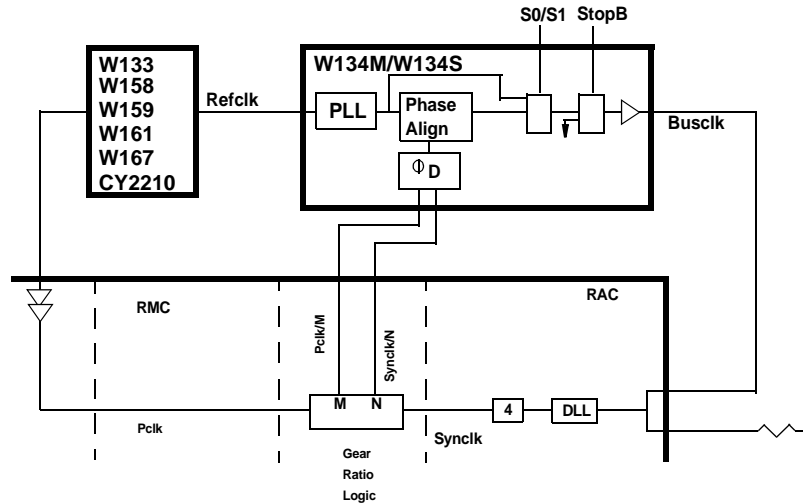 S0/S1 StopB
W133
W158
W159
W161
W167
CY2210
Refclk
W134M/W134S
PLL
Phase
Align
Φ D
Busclk
RMC
RAC
Pclk/M
Synclk/N
M N
4
DLL
Pclk
Synclk
Gear
Ratio
Logic